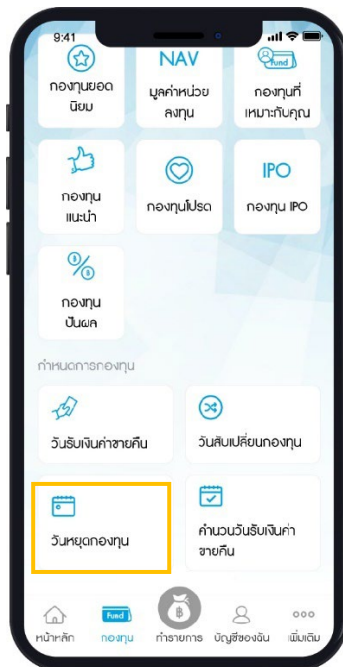 9:41
กองทุนยอด
นิยม
NAV
มูลค่าหน่วย
ลงทุน
Fund
กองทุนที่
เหมาะกับคุณ
กองทุน
แนะนำ
กองทุนโปรด
IPO
กองทุน IPO
กองทุน
ปันผล
กำหนดการกองทุน
วันรับเงินค่าขายคืน
วันสับเปลี่ยนกองทุน
วันหยุดกองทุน
คำนวนวันรับเงินค่า
ขายคืน
Fund
หน้าหลัก กองทุน ทำรายการ บัญชีของฉัน เพิ่มเติม